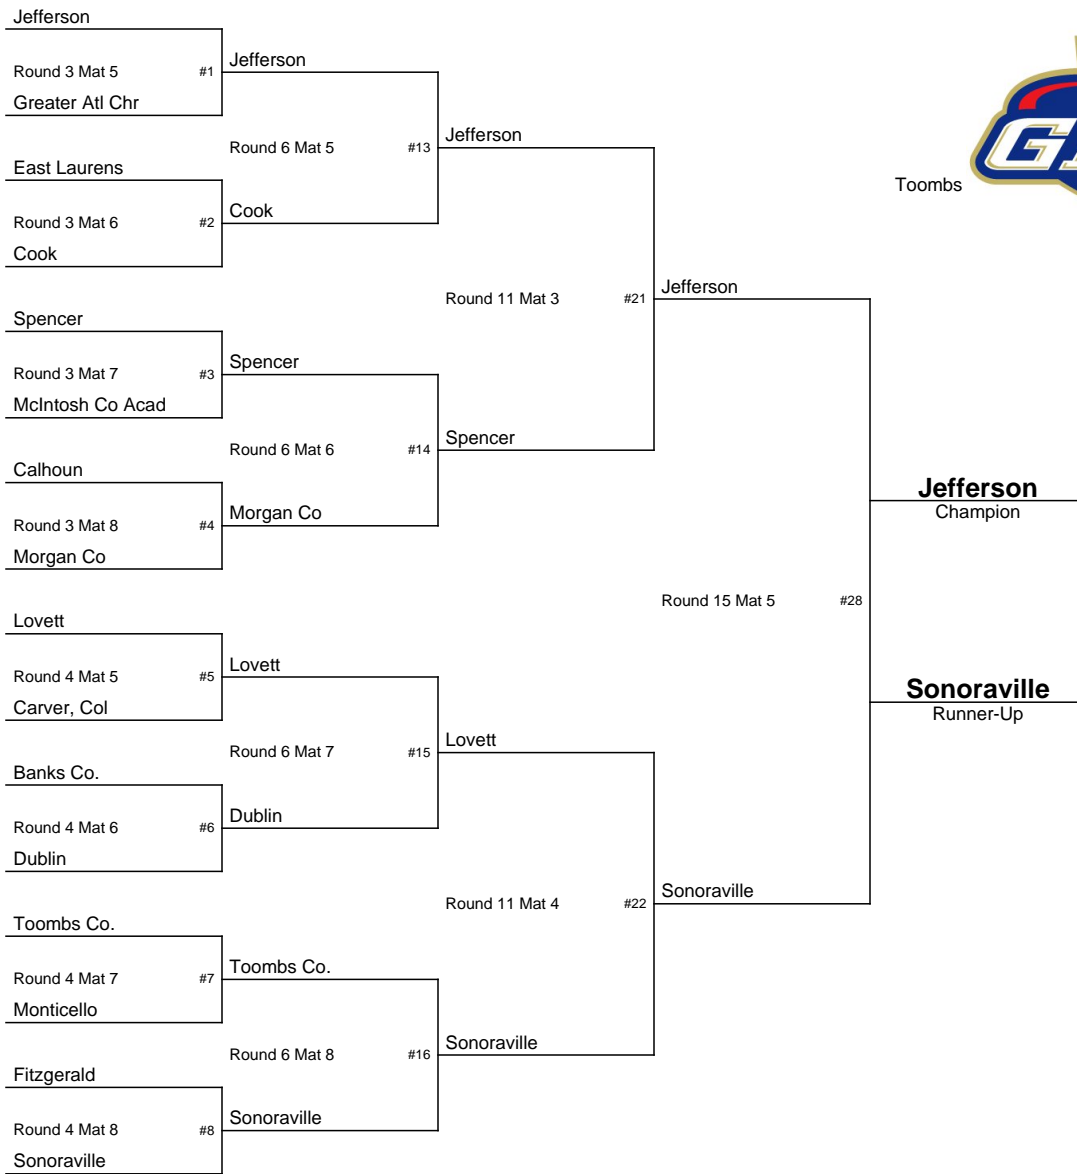 Jefferson
Round 3 Mat 5 #1
Greater Atl Chr
East Laurens
Round 3 Mat 6 #2
Cook
Spencer
Round 3 Mat 7 #3
McIntosh Co Acad
Calhoun
Round 3 Mat 8 #4
Morgan Co
Lovett
Round 4 Mat 5 #5
Carver, Col
Banks Co.
Round 4 Mat 6 #6
Dublin
Toombs Co.
Round 4 Mat 7 #7
Monticello
Fitzgerald
Round 4 Mat 8 #8
Sonoraville
Jefferson
Round 6 Mat 5 #13
Cook
Spencer
Round 6 Mat 6 #14
Morgan Co
Lovett
Round 6 Mat 7 #15
Dublin
Toombs Co.
Round 6 Mat 8 #16
Sonoraville
Jefferson
Round 11 Mat 3 #21
Spencer
Lovett
Round 11 Mat 4 #22
Sonoraville
Jefferson
Round 15 Mat 5 #28
Sonoraville
Toombs
Jefferson
Champion
Sonoraville
Runner-Up